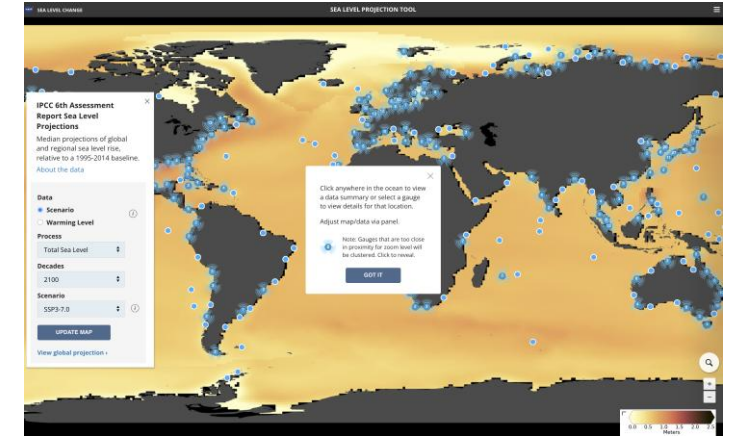 SEA LEVEL CHANGE
SEA LEVEL PROJECTION TOOL
IPCC 6th Assessment
Report Sea Level
Projections
Median projections of global
and regional sea level rise,
relative to a 1995-2014 baseline.
About the data
Data
Scenario
Warming Level
Process
Total Sea Level
Decades
2100
Scenario
SSP3-7.0
UPDATE MAP
View global projection ›
Click anywhere in the ocean to view
a data summary or select a gauge
to view details for that location.
Adjust map/data via panel.
Note: Gauges that are too close
in proximity for zoom level will
be clustered. Click to reveal.
GOT IT
0.0 0.5 1.0 1.5 2.0 2.5
Meters